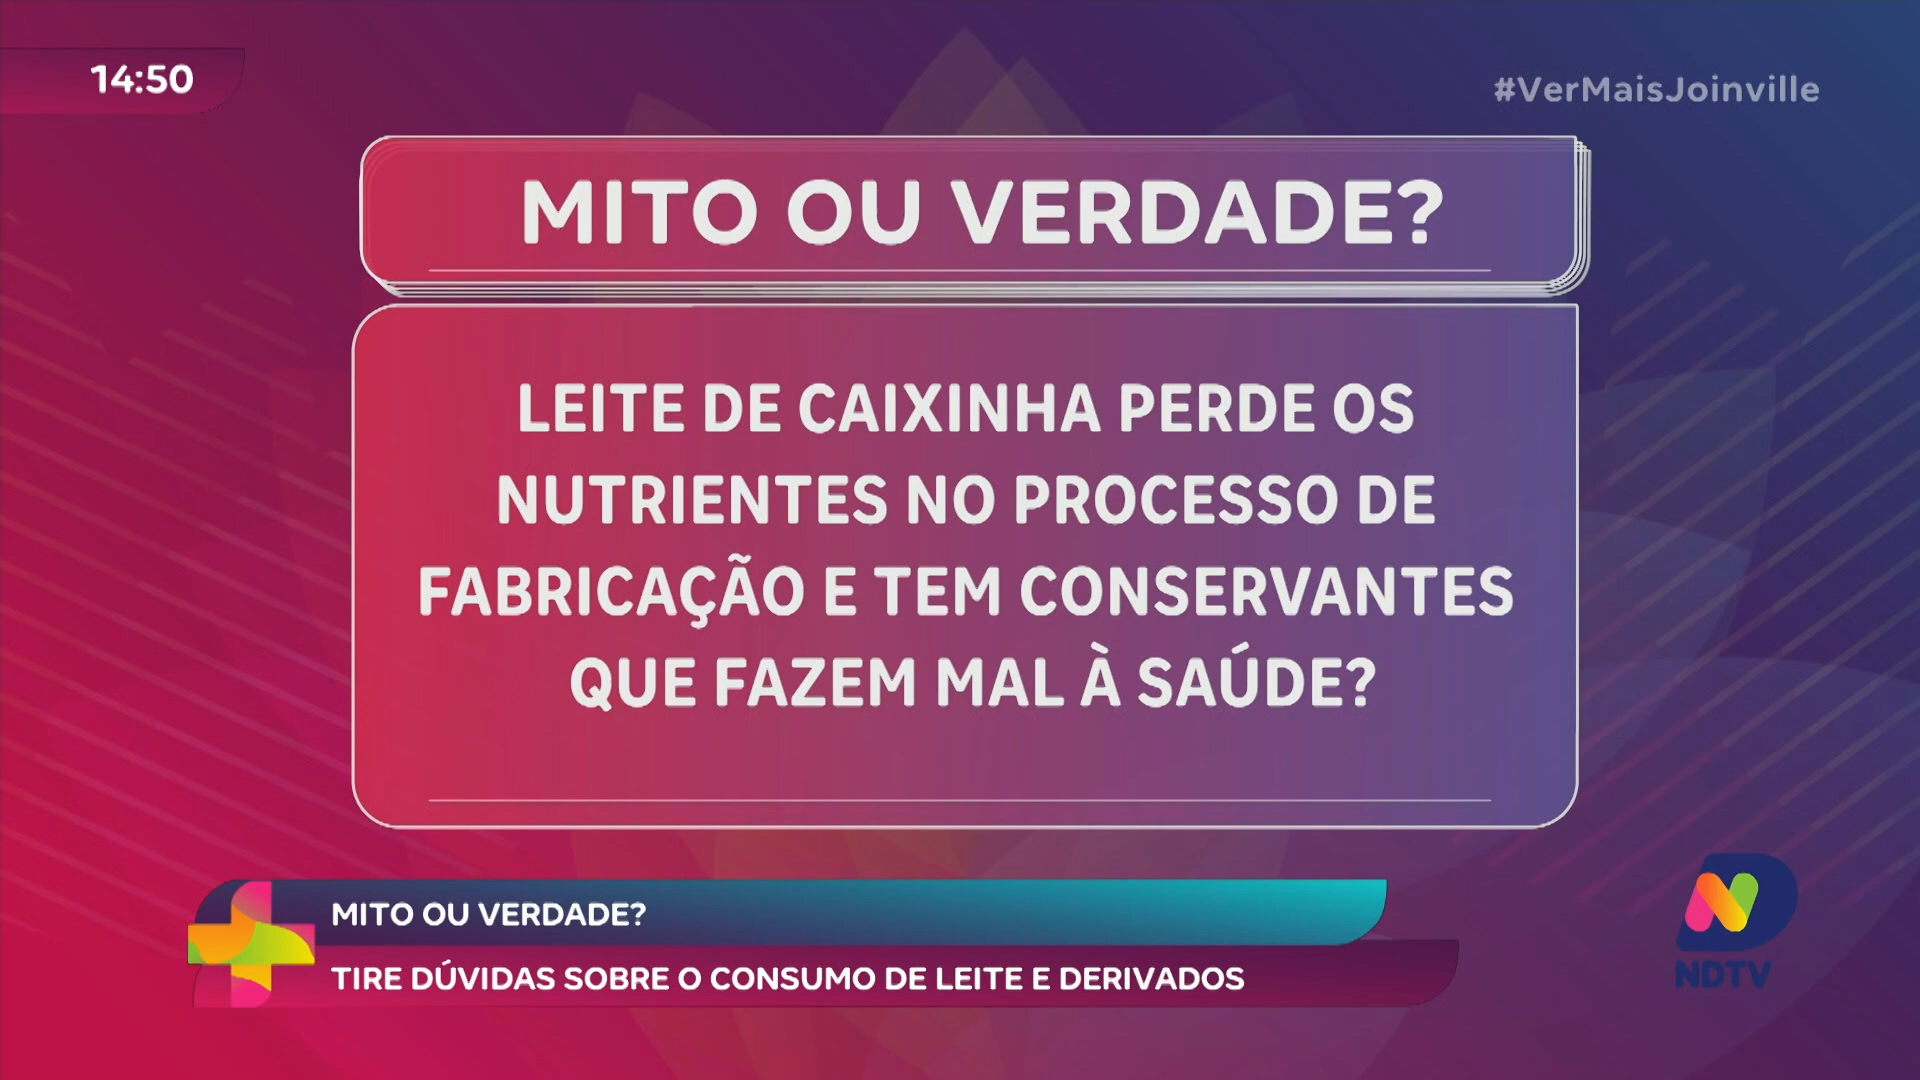 14:50
#VerMaisJoinville
MITO OU VERDADE?
LEITE DE CAIXINHA PERDE OS
NUTRIENTES NO PROCESSO DE
FABRICAÇÃO E TEM CONSERVANTES
QUE FAZEM MAL À SAÚDE?
MITO OU VERDADE?
TIRE DÚVIDAS SOBRE O CONSUMO DE LEITE E DERIVADOS
NDTV